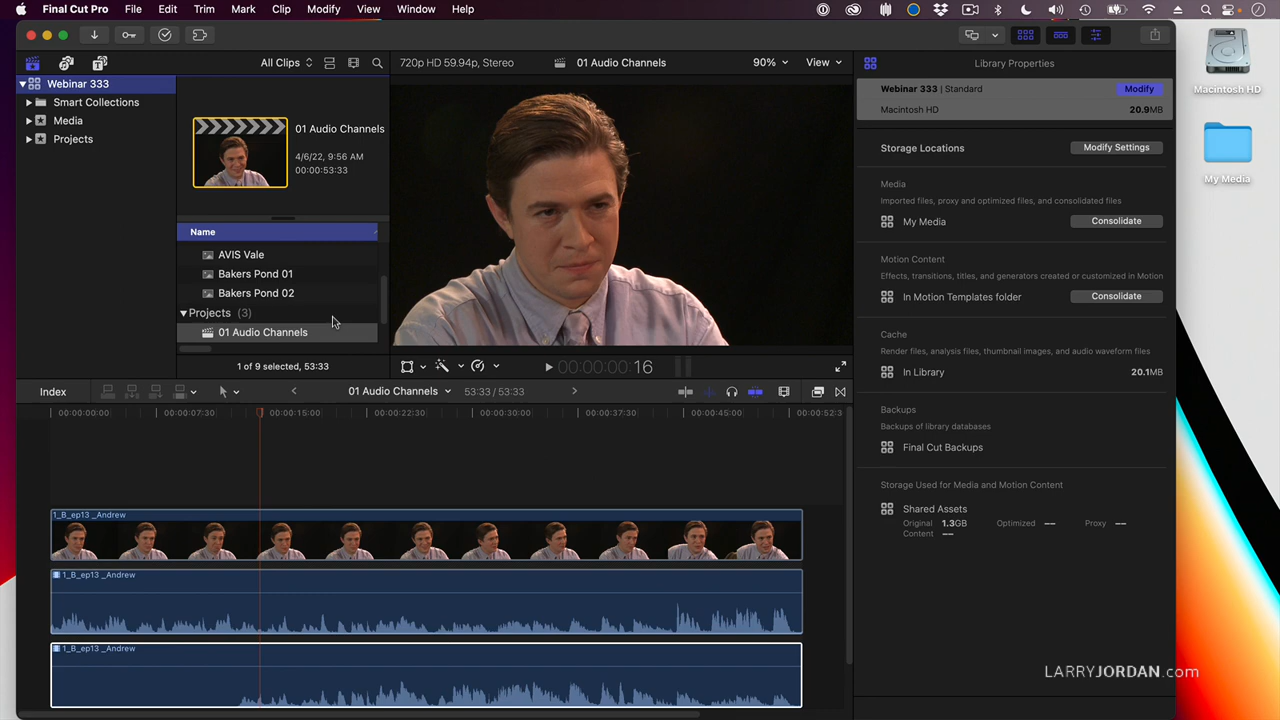 Final Cut Pro File Edit Trim Mark Clip Modify View Window Help
All Clips
720p HD 59.94p, Stereo
01 Audio Channels
90%
View
Library Properties
Webinar 333
Smart Collections
Media
Projects
01 Audio Channels
4/6/22, 9:56 AM
00:00:53:33
Name
AVIS Vale
Bakers Pond 01
Bakers Pond 02
Projects (3)
01 Audio Channels
1 of 9 selected, 53:33
00:00:00:16
Webinar 333 | Standard
Modify
Macintosh HD
20.9MB
Storage Locations
Modify Settings
Media
Imported files, proxy and optimized files, and consolidated files
My Media
Consolidate
Motion Content
Effects, transitions, titles, and generators created or customized in Motion
In Motion Templates folder
Consolidate
Cache
Render files, analysis files, thumbnail images, and audio waveform files
In Library
20.1MB
Backups
Backups of library databases
Final Cut Backups
Storage Used for Media and Motion Content
Shared Assets
Original 1.3GB Optimized -- Proxy --
Content --
Macintosh HD
My Media
Index
01 Audio Channels
53:33 / 53:33
00:00:00:00 00:00:07:30 00:00:15:00 00:00:22:30 00:00:30:00 00:00:37:30 00:00:45:00 00:00:52:3
1_B_ep13 _Andrew
1_B_ep13 _Andrew
1_B_ep13 _Andrew
LARRYJORDAN.com